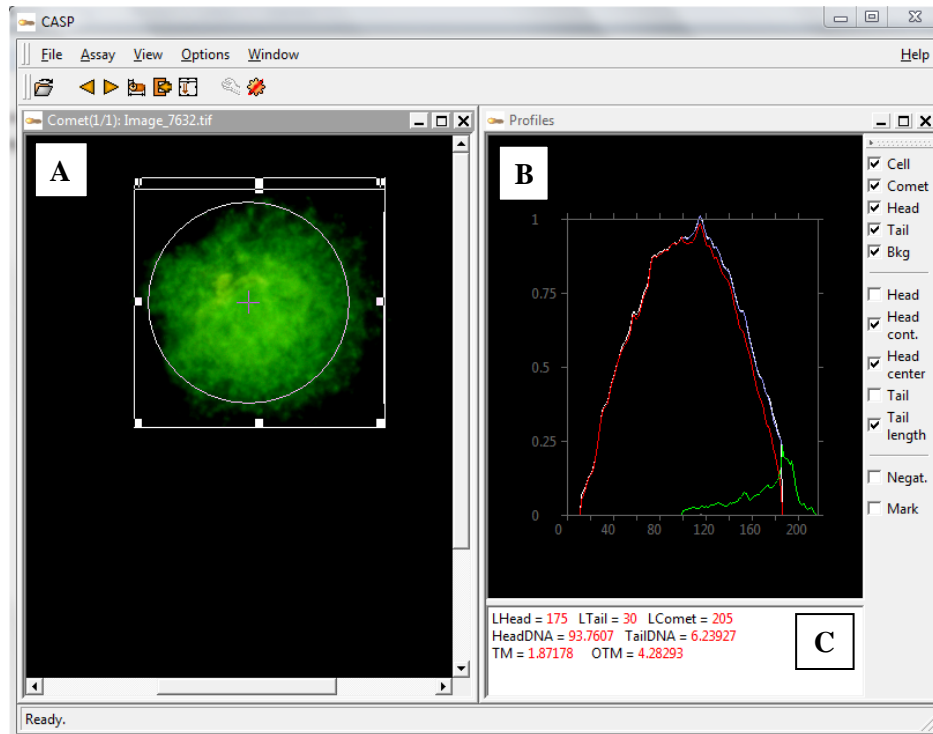 CASP
File Assay View Options Window Help
Comet(1/1): Image_7632.tif
A
Profiles
B
1
0.75
0.5
0.25
0
0 40 80 120 160 200
Cell
Comet
Head
Tail
Bkg
Head
Head
cont.
Head
center
Tail
Tail
length
Negat.
Mark
LHead = 175 LTail = 30 LComet = 205
HeadDNA = 93.7607 TailDNA = 6.23927
TM = 1.87178 OTM = 4.28293
C
Ready.